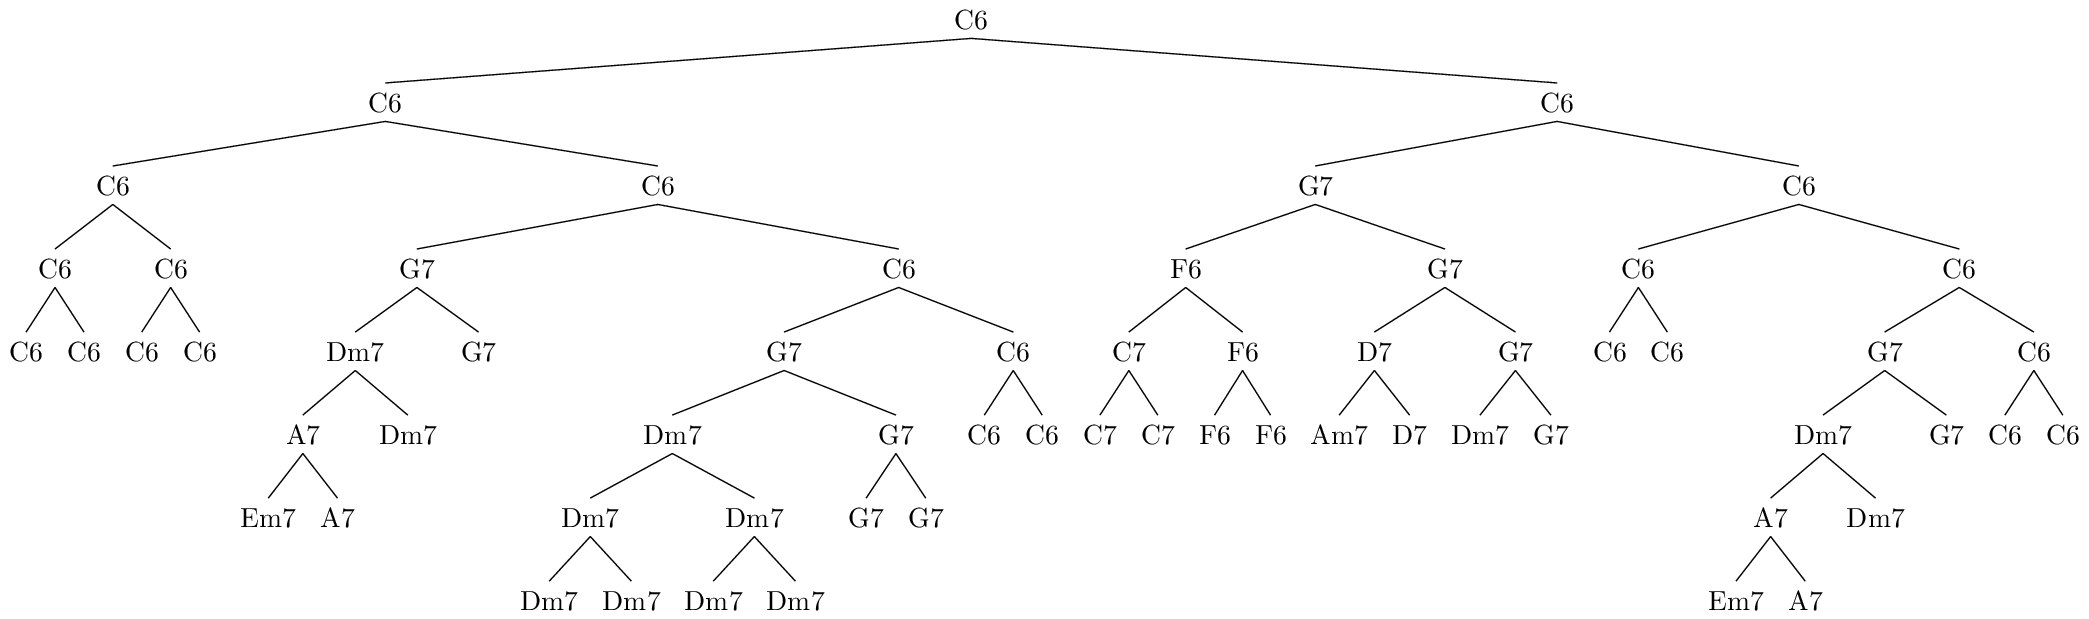 C6
C6 C6
C6 C6 G7 C6
C6 C6 G7 C6 F6 G7 C6 C6
C6 C6 C6 C6 Dm7 G7 G7 C6 C7 F6 D7 G7 C6 C6 G7 C6
A7 Dm7 Dm7 G7 C6 C6 C7 C7 F6 F6 Am7 D7 Dm7 G7 Dm7 G7 C6 C6
Em7 A7 Dm7 Dm7 G7 G7 A7 Dm7
Dm7 Dm7 Dm7 Dm7 Em7 A7